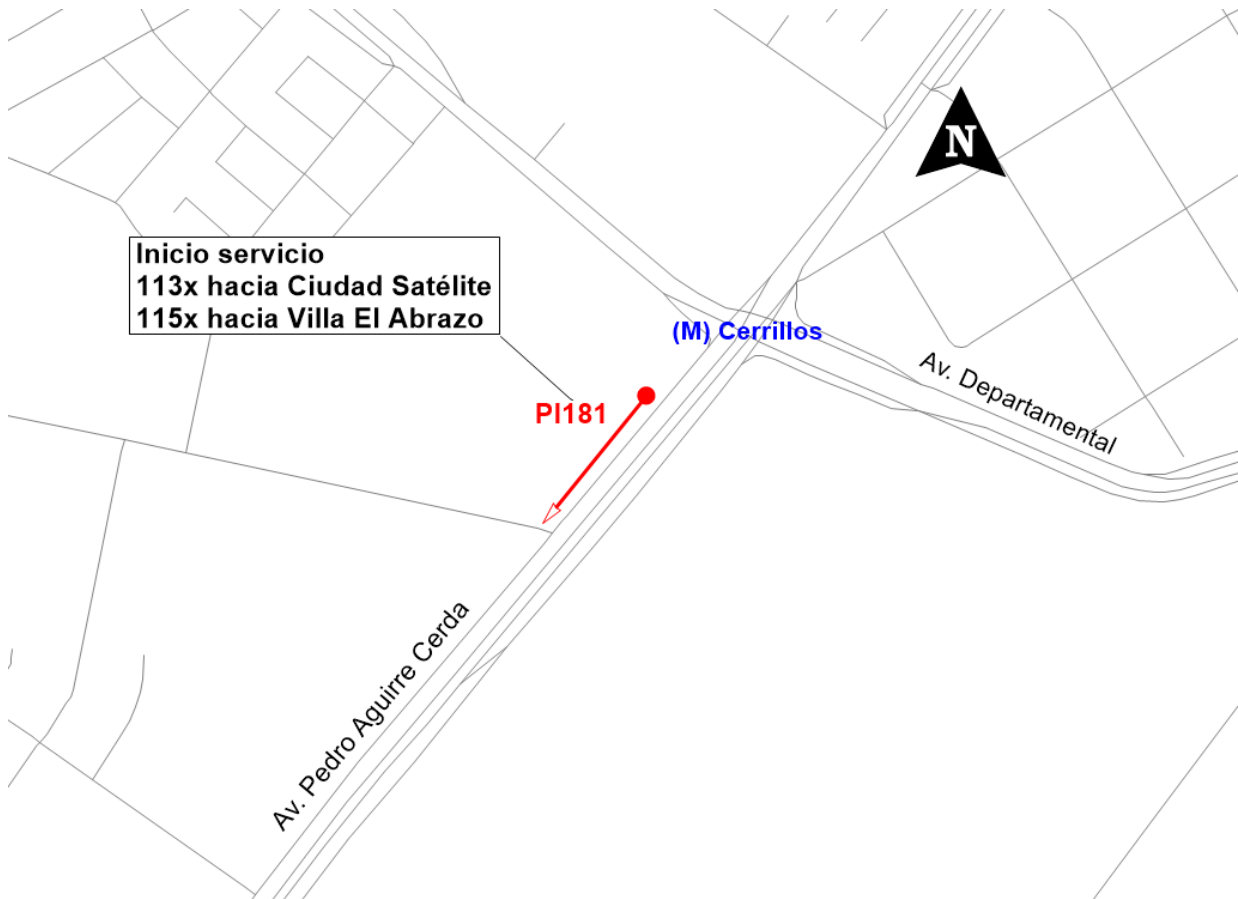 N
Inicio servicio
113x hacia Ciudad Satélite
115x hacia Villa El Abrazo
(M) Cerrillos
Av. Departamental
PI181
Av. Pedro Aguirre Cerda